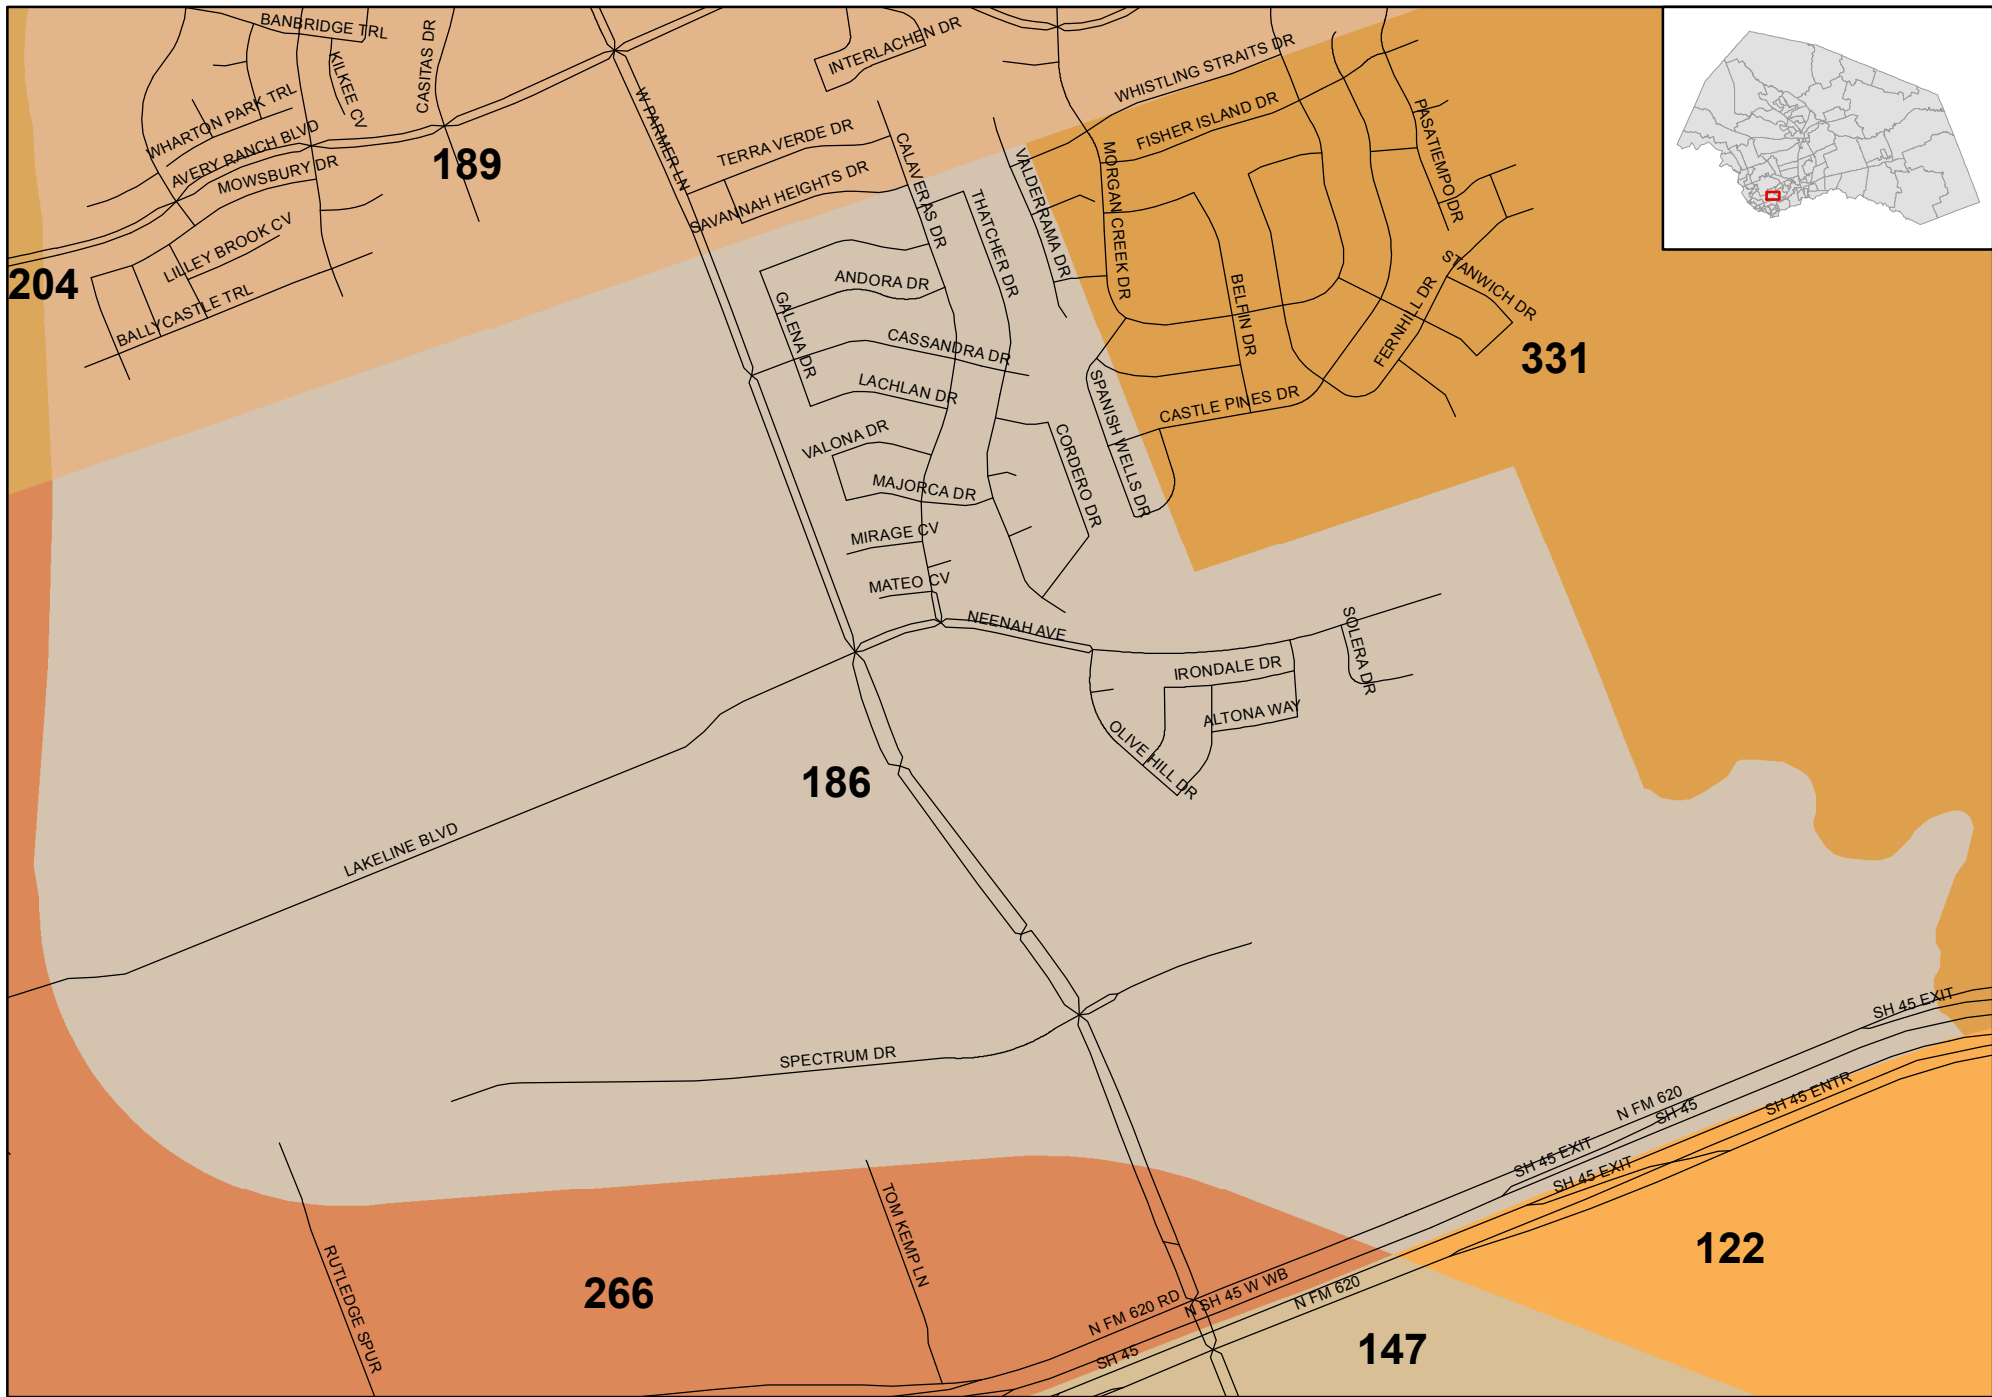 BANBRIDGE TRL
KILKEE CV
CASITAS DR
INTERLACHEN DR
W PARMER LN
WHISTLING STRAITS DR
FISHER ISLAND DR
PASATIEMPO DR
WHARTON PARK TRL
AVERY RANCH BLVD
MOWSBURY DR
189
TERRA VERDE DR
SAVANNAH HEIGHTS DR
CALAVERAS DR
THATCHER DR
VALDERRAMA DR
MORGAN CREEK DR
LILLEY BROOK CV
BALLYCASTLE TRL
204
ANDORA DR
GALENA DR
CASSANDRA DR
LACHLAN DR
BELFIN DR
FERNHILL DR
STANWICH DR
331
SPANISH WELLS DR
CASTLE PINES DR
VALONA DR
CORDERO DR
MAJORCA DR
MIRAGE CV
MATEO CV
NEENAH AVE
SOLERA DR
IRONDALE DR
ALTONA WAY
OLIVE HILL DR
186
LAKELINE BLVD
SPECTRUM DR
SH 45 EXIT
N FM 620
SH 45
SH 45 ENTR
SH 45 EXIT
SH 45 EXIT
TOM KEMP LN
RUTLEDGE SPUR
266
122
N FM 620 RD
N SH 45 W WB
N FM 620
SH 45
147